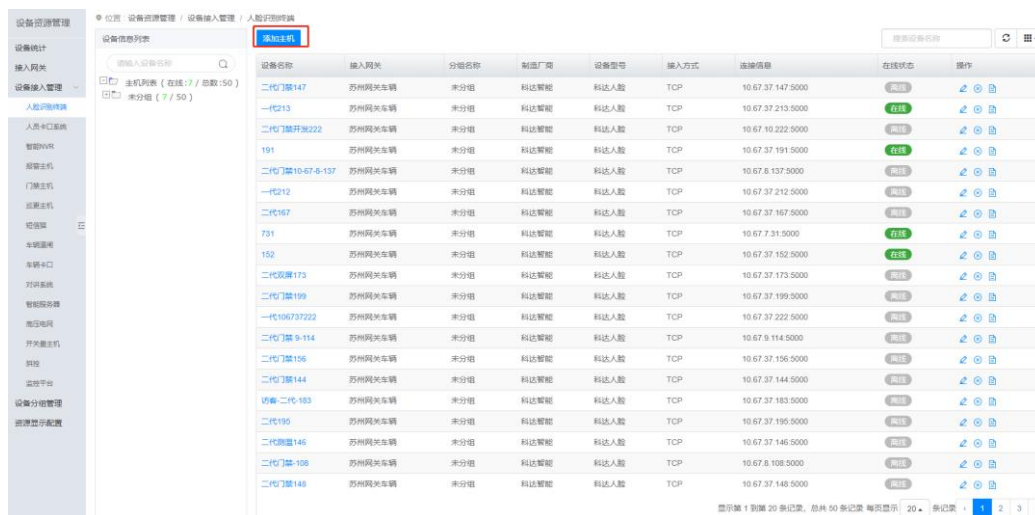 设备资源管理
位置：设备资源管理 / 设备接入管理 / 人脸识别终端
设备统计
接入网关
设备接入管理
人脸识别终端
人员卡口系统
智能NVR
报警主机
门禁主机
巡更主机
短信猫
车辆道闸
车辆卡口
对讲系统
智能服务器
高压电网
开关量主机
拼控
监控平台
设备分组管理
资源显示配置
设备信息列表
请输入设备名称
主机列表 ( 在线:7 / 总数:50 )
未分组 ( 7 / 50 )
添加主机
搜索设备名称
设备名称 接入网关 分组名称 制造厂商 设备型号 接入方式 连接信息 在线状态 操作
二代门禁147 苏州网关车辆 未分组 科达智能 科达人脸 TCP 10.67.37.147:5000 离线
一代213 苏州网关车辆 未分组 科达智能 科达人脸 TCP 10.67.37.213:5000 在线
二代门禁开发222 苏州网关车辆 未分组 科达智能 科达人脸 TCP 10.67.10.222:5000 离线
191 苏州网关车辆 未分组 科达智能 科达人脸 TCP 10.67.37.191:5000 在线
二代门禁10-67-8-137 苏州网关车辆 未分组 科达智能 科达人脸 TCP 10.67.8.137:5000 离线
一代212 苏州网关车辆 未分组 科达智能 科达人脸 TCP 10.67.37.212:5000 离线
二代167 苏州网关车辆 未分组 科达智能 科达人脸 TCP 10.67.37.167:5000 离线
731 苏州网关车辆 未分组 科达智能 科达人脸 TCP 10.67.7.31:5000 在线
152 苏州网关车辆 未分组 科达智能 科达人脸 TCP 10.67.37.152:5000 在线
二代双屏173 苏州网关车辆 未分组 科达智能 科达人脸 TCP 10.67.37.173:5000 离线
二代门禁199 苏州网关车辆 未分组 科达智能 科达人脸 TCP 10.67.37.199:5000 离线
一代106737222 苏州网关车辆 未分组 科达智能 科达人脸 TCP 10.67.37.222:5000 离线
二代门禁 9-114 苏州网关车辆 未分组 科达智能 科达人脸 TCP 10.67.9.114:5000 离线
二代门禁156 苏州网关车辆 未分组 科达智能 科达人脸 TCP 10.67.37.156:5000 离线
二代门禁144 苏州网关车辆 未分组 科达智能 科达人脸 TCP 10.67.37.144:5000 离线
访客-二代-183 苏州网关车辆 未分组 科达智能 科达人脸 TCP 10.67.37.183:5000 离线
二代195 苏州网关车辆 未分组 科达智能 科达人脸 TCP 10.67.37.195:5000 离线
二代测温146 苏州网关车辆 未分组 科达智能 科达人脸 TCP 10.67.37.146:5000 离线
二代门禁-108 苏州网关车辆 未分组 科达智能 科达人脸 TCP 10.67.8.108:5000 离线
二代门禁148 苏州网关车辆 未分组 科达智能 科达人脸 TCP 10.67.37.148:5000 离线
显示第 1 到第 20 条记录，总共 50 条记录 每页显示 20 条记录 ‹ 1 2 3